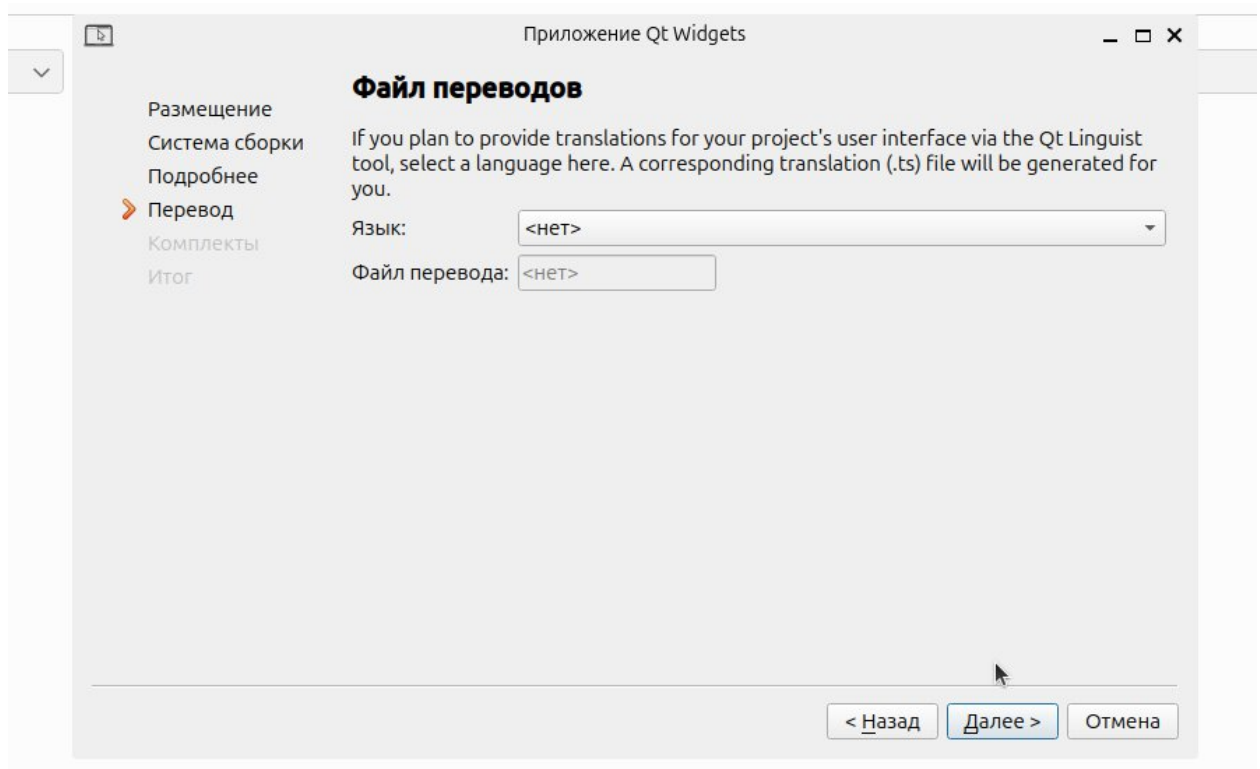 Приложение Qt Widgets
Размещение
Система сборки
Подробнее
Перевод
Комплекты
Итог
Файл переводов
If you plan to provide translations for your project's user interface via the Qt Linguist
tool, select a language here. A corresponding translation (.ts) file will be generated for
you.
Язык: <нет>
Файл перевода: <нет>
< Назад Далее > Отмена